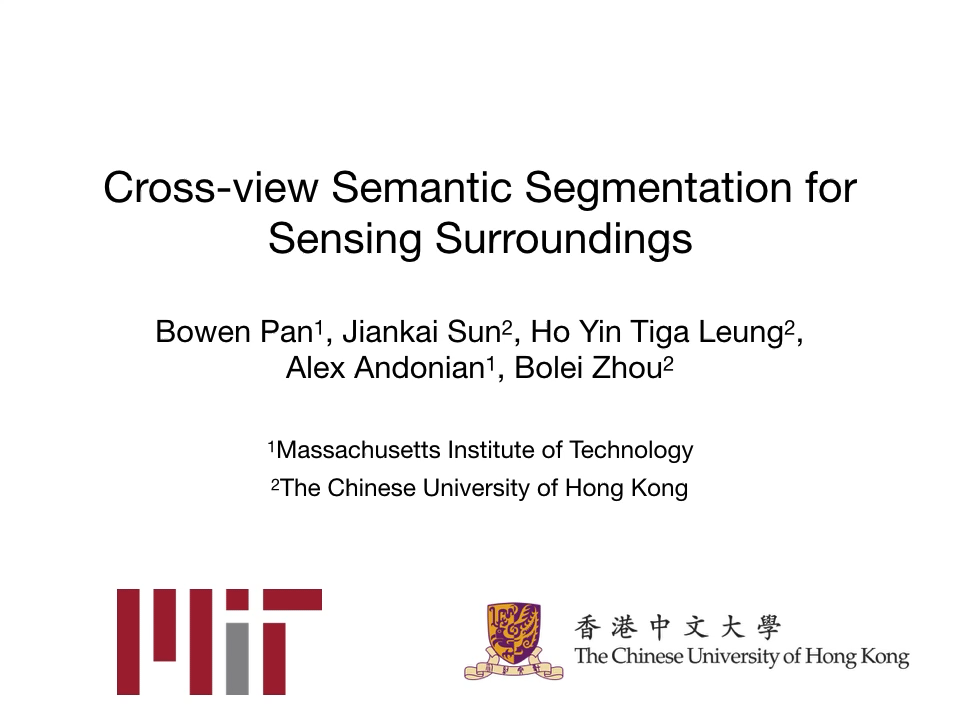 Cross-view Semantic Segmentation for
Sensing Surroundings
Bowen Pan¹, Jiankai Sun², Ho Yin Tiga Leung²,
Alex Andonian¹, Bolei Zhou²
¹Massachusetts Institute of Technology
²The Chinese University of Hong Kong
MIT
香港中文大學
The Chinese University of Hong Kong